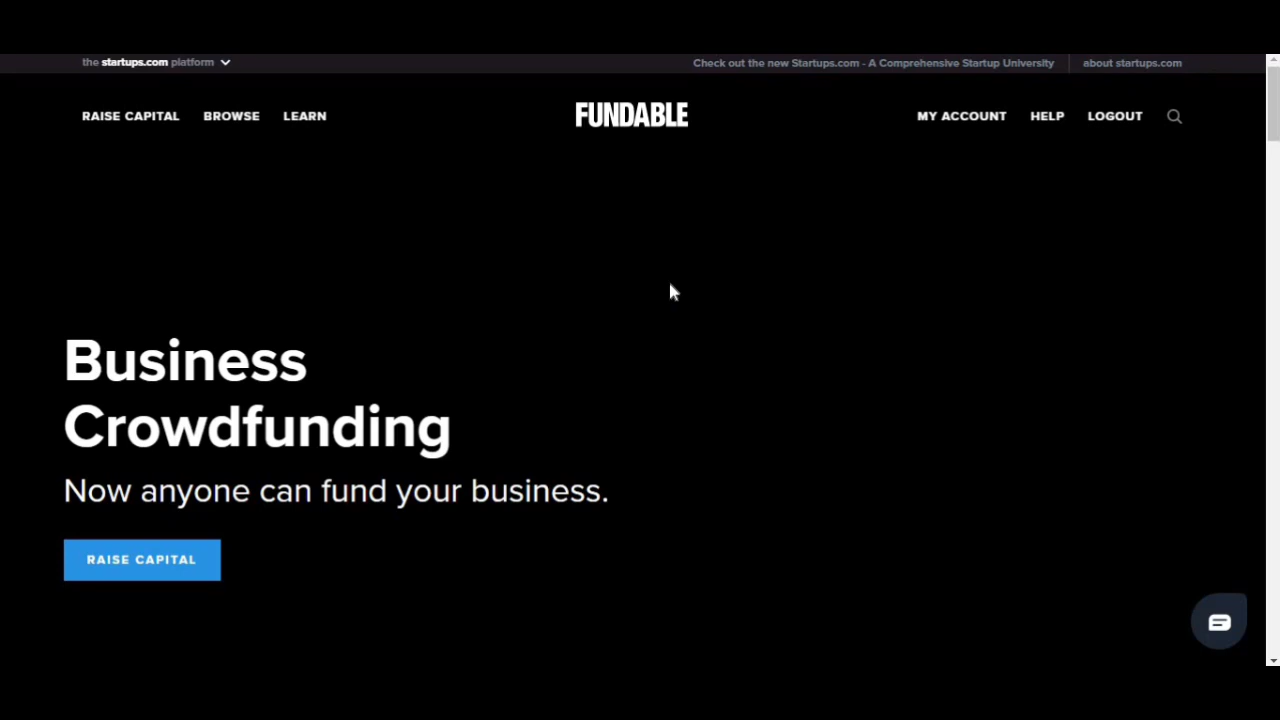 the startups.com platform
Check out the new Startups.com - A Comprehensive Startup University
about startups.com
RAISE CAPITAL
BROWSE
LEARN
FUNDABLE
MY ACCOUNT
HELP
LOGOUT
Business
Crowdfunding
Now anyone can fund your business.
RAISE CAPITAL